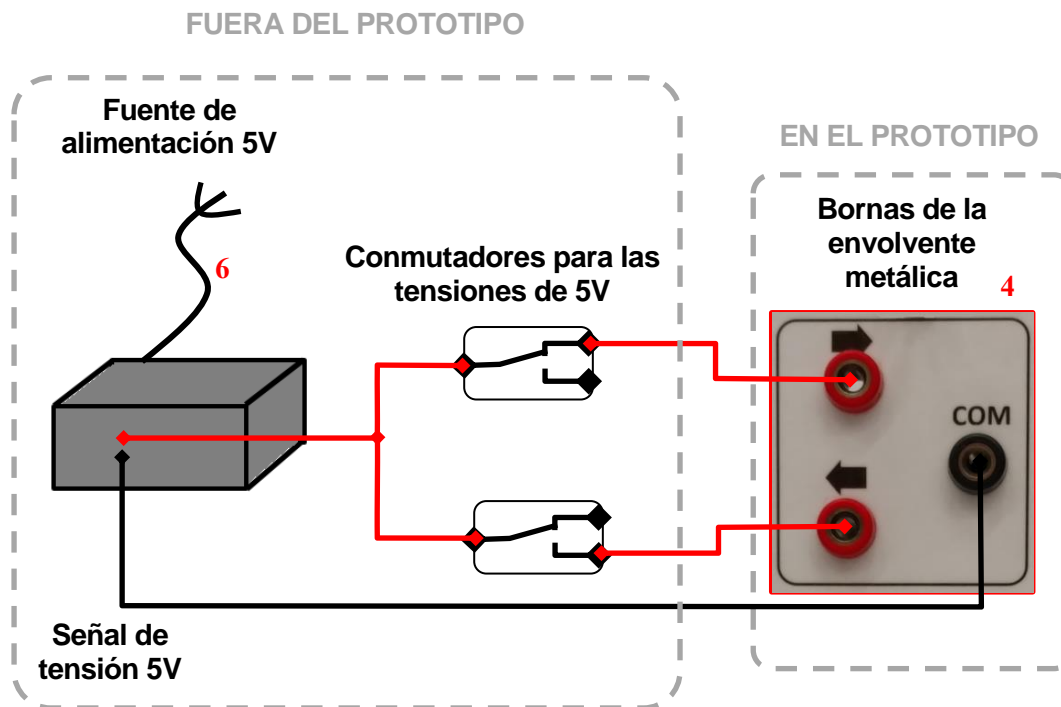 FUERA DEL PROTOTIPO
Fuente de
alimentación 5V
6
Conmutadores para las
tensiones de 5V
Señal de
tensión 5V
EN EL PROTOTIPO
Bornas de la
envolvente
metálica
4
COM